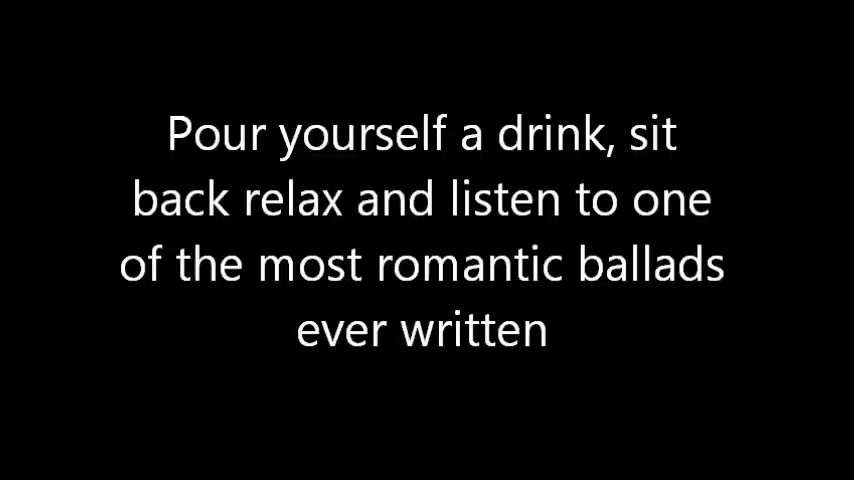 Pour yourself a drink, sit
back relax and listen to one
of the most romantic ballads
ever written